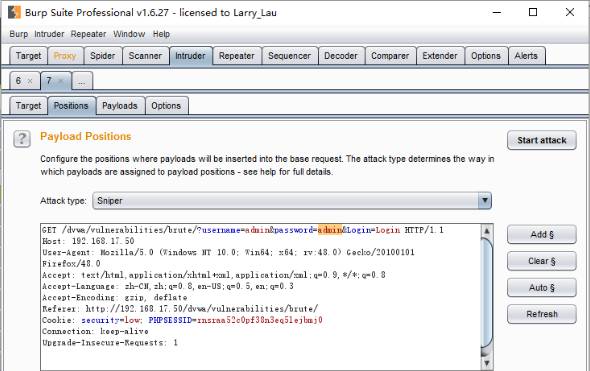 Burp Suite Professional v1.6.27 - licensed to Larry_Lau
Burp Intruder Repeater Window Help
Target Proxy Spider Scanner Intruder Repeater Sequencer Decoder Comparer Extender Options Alerts
6 × 7 × ...
Target Positions Payloads Options
? Payload Positions Start attack
Configure the positions where payloads will be inserted into the base request. The attack type determines the way in
which payloads are assigned to payload positions - see help for full details.
Attack type: Sniper
GET /dvwa/vulnerabilities/brute/?username=admin&password=admin&Login=Login HTTP/1.1
Host: 192.168.17.50
User-Agent: Mozilla/5.0 (Windows NT 10.0; Win64; x64; rv:48.0) Gecko/20100101
Firefox/48.0
Accept: text/html,application/xhtml+xml,application/xml;q=0.9,*/*;q=0.8
Accept-Language: zh-CN,zh;q=0.8,en-US;q=0.5,en;q=0.3
Accept-Encoding: gzip, deflate
Referer: http://192.168.17.50/dvwa/vulnerabilities/brute/
Cookie: security=low; PHPSESSID=rnsraa52c0pf38n3eq5lejbmj0
Connection: keep-alive
Upgrade-Insecure-Requests: 1
Add §
Clear §
Auto §
Refresh